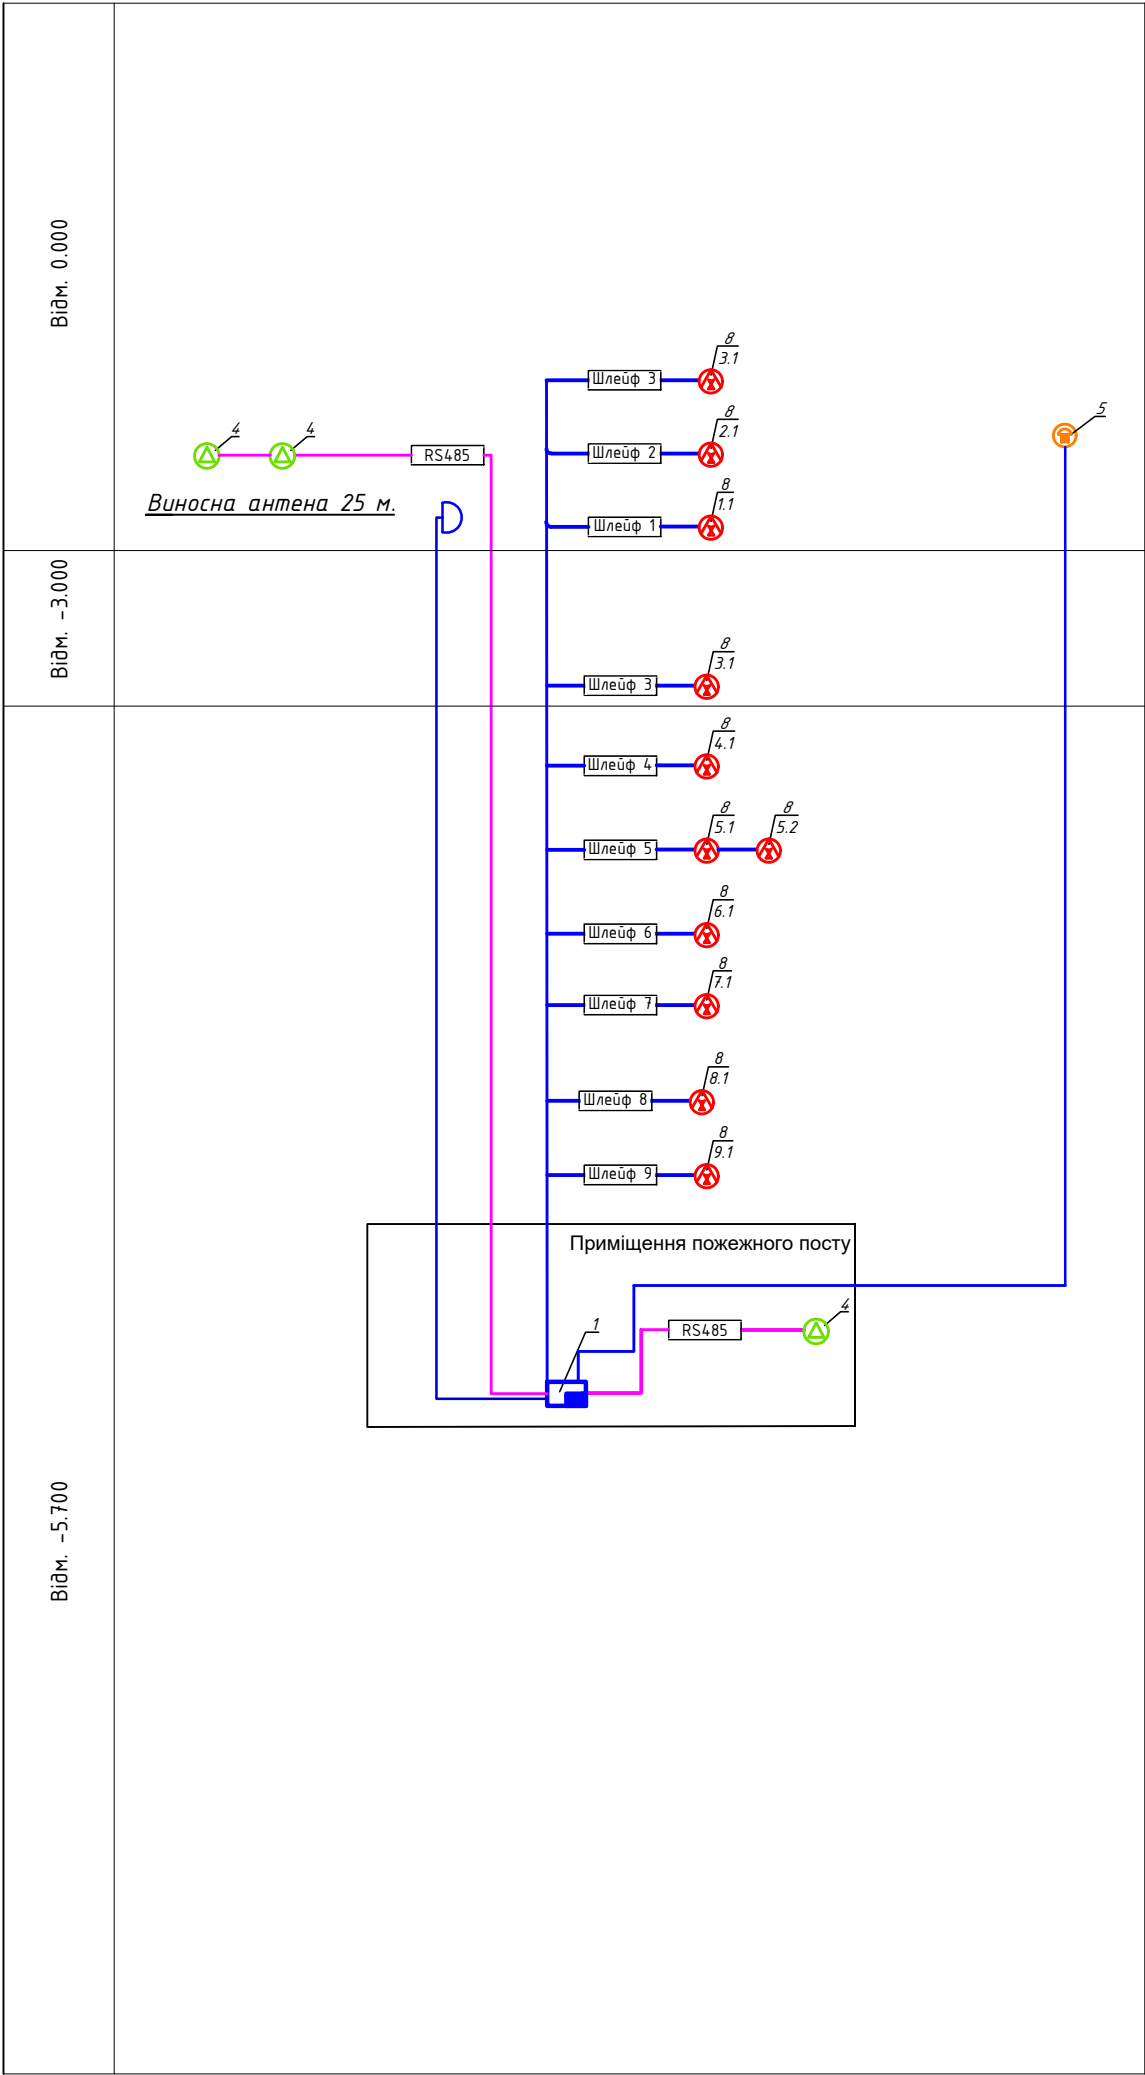 Відм. 0.000
8
3.1
Шлейф 3
8
2.1
Шлейф 2
5
4
4
RS485
8
1.1
Шлейф 1
Виносна антена 25 м.
Відм. -3.000
8
3.1
Шлейф 3
Відм. -5.700
8
4.1
Шлейф 4
8
5.1
8
5.2
Шлейф 5
8
6.1
Шлейф 6
8
7.1
Шлейф 7
8
8.1
Шлейф 8
8
9.1
Шлейф 9
Приміщення пожежного посту
1
RS485
4